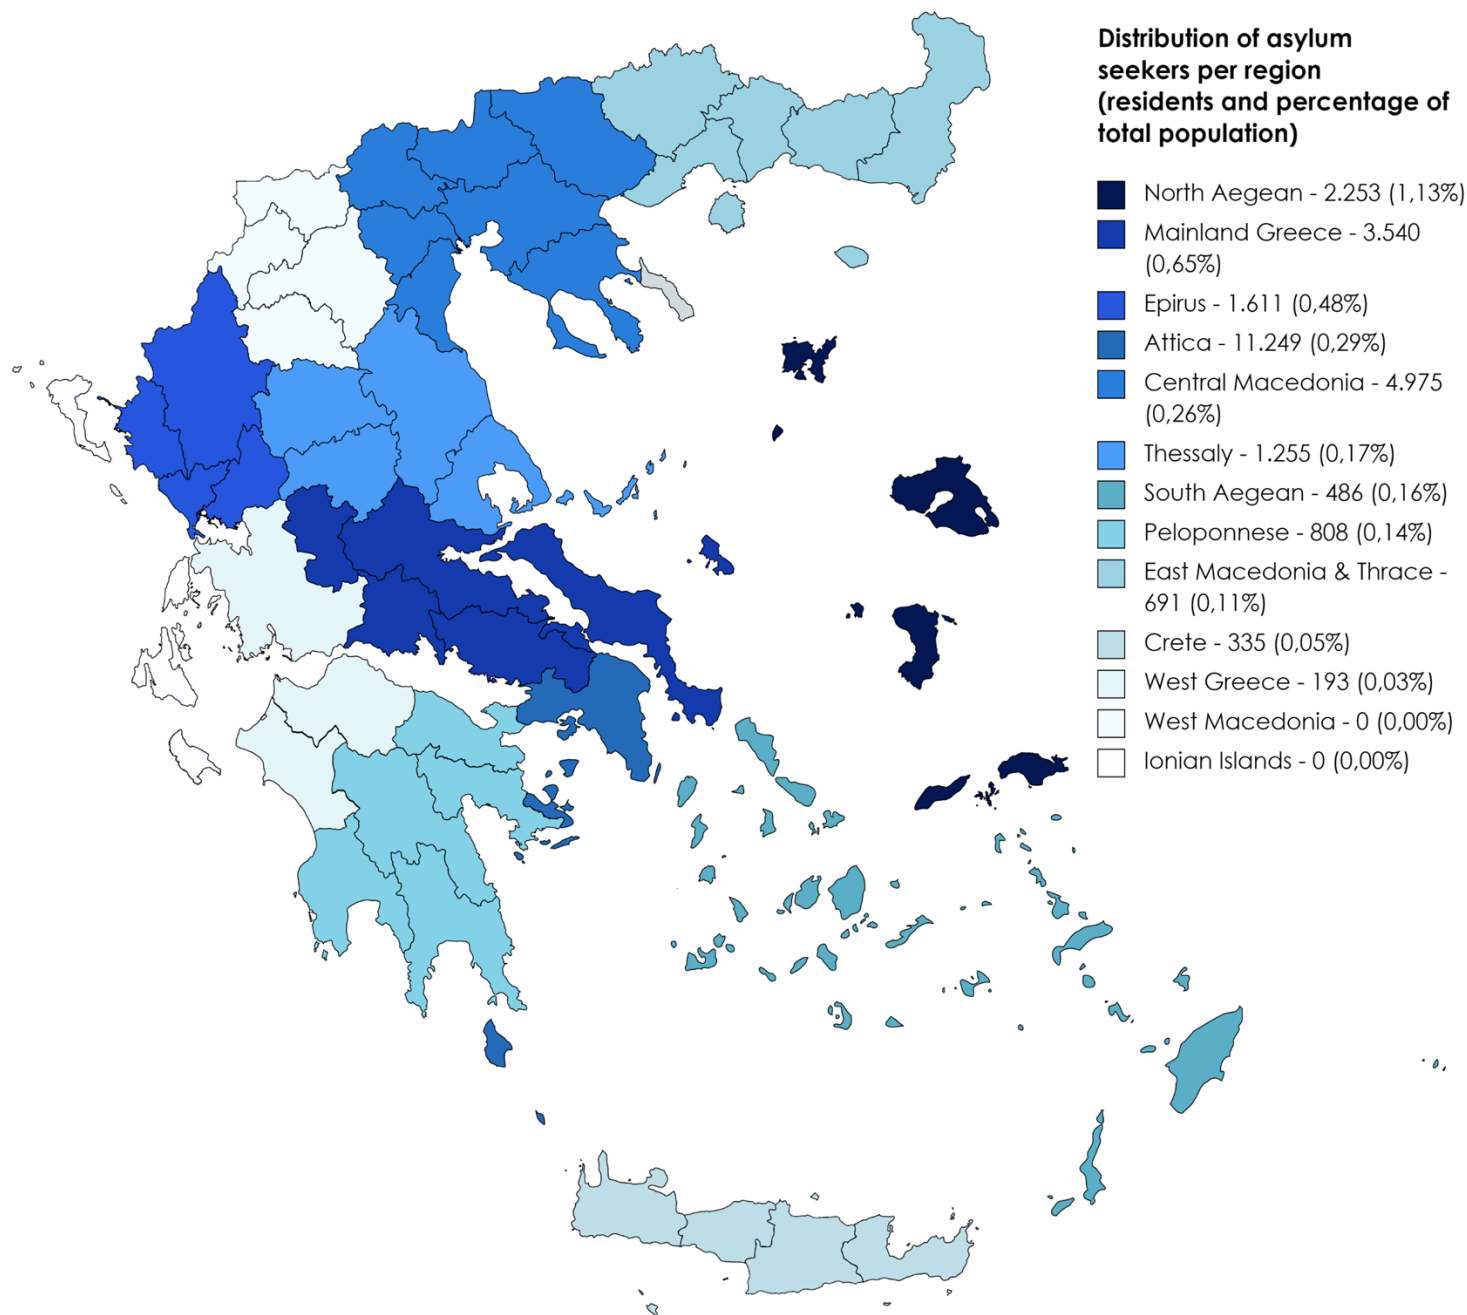 Distribution of asylum
seekers per region
(residents and percentage of
total population)
North Aegean - 2.253 (1,13%)
Mainland Greece - 3.540
(0,65%)
Epirus - 1.611 (0,48%)
Attica - 11.249 (0,29%)
Central Macedonia - 4.975
(0,26%)
Thessaly - 1.255 (0,17%)
South Aegean - 486 (0,16%)
Peloponnese - 808 (0,14%)
East Macedonia & Thrace -
691 (0,11%)
Crete - 335 (0,05%)
West Greece - 193 (0,03%)
West Macedonia - 0 (0,00%)
Ionian Islands - 0 (0,00%)